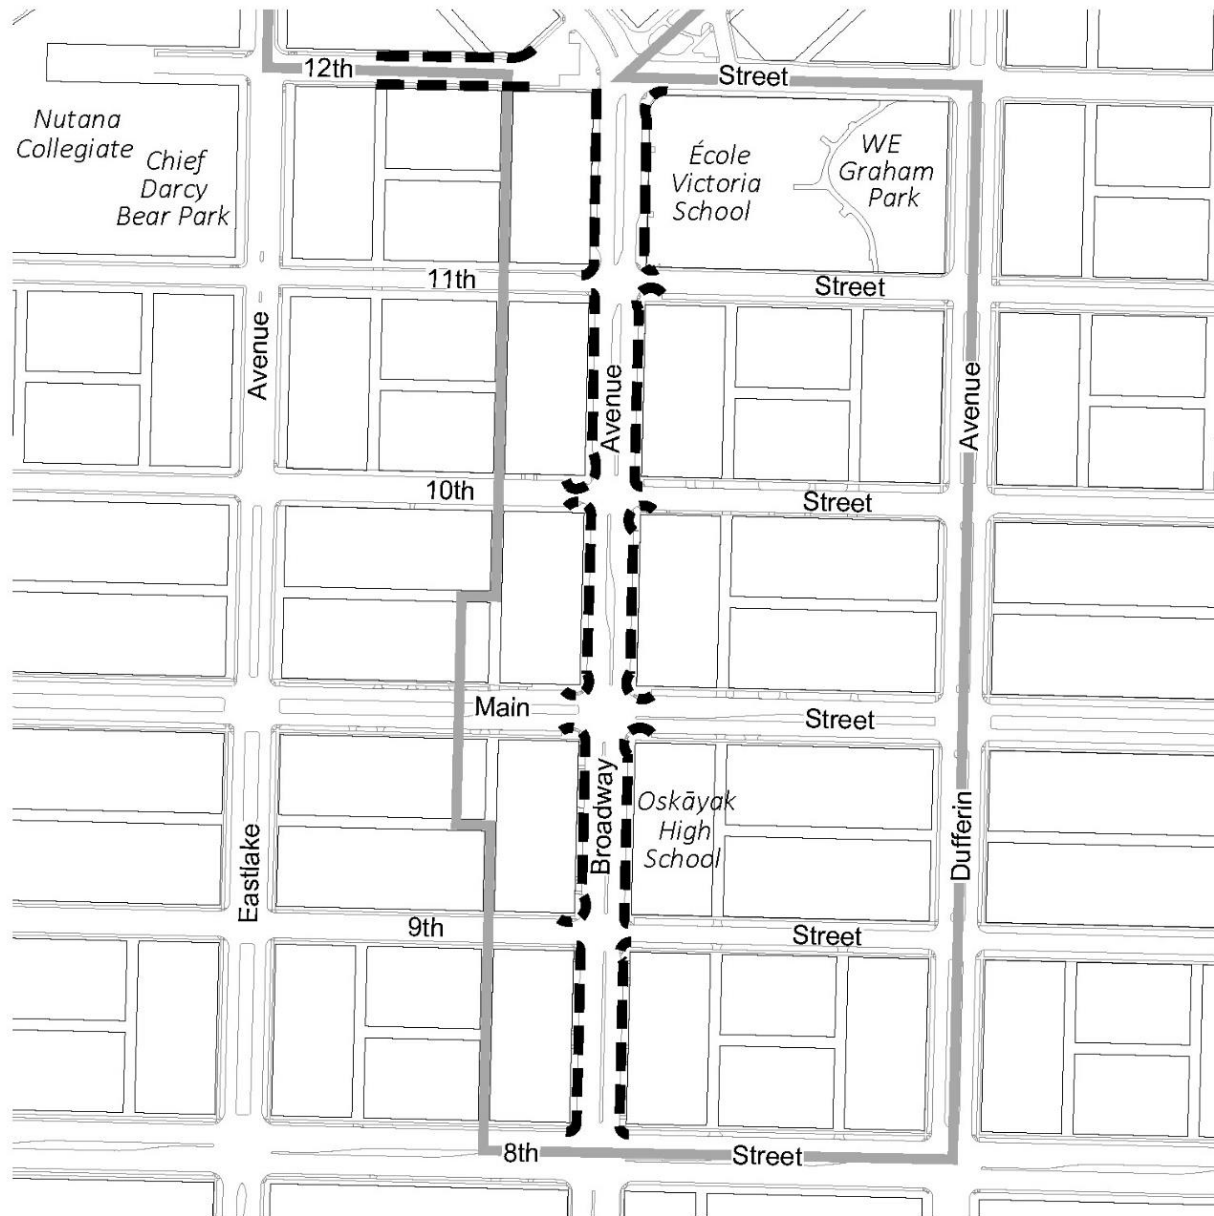 12th
Street
Nutana
Collegiate
Chief
Darcy
Bear Park
École
Victoria
School
WE
Graham
Park
11th
Street
Avenue
Avenue
Avenue
10th
Street
Main
Street
Broadway
Oskāyak
High
School
Eastlake
Dufferin
9th
Street
8th
Street